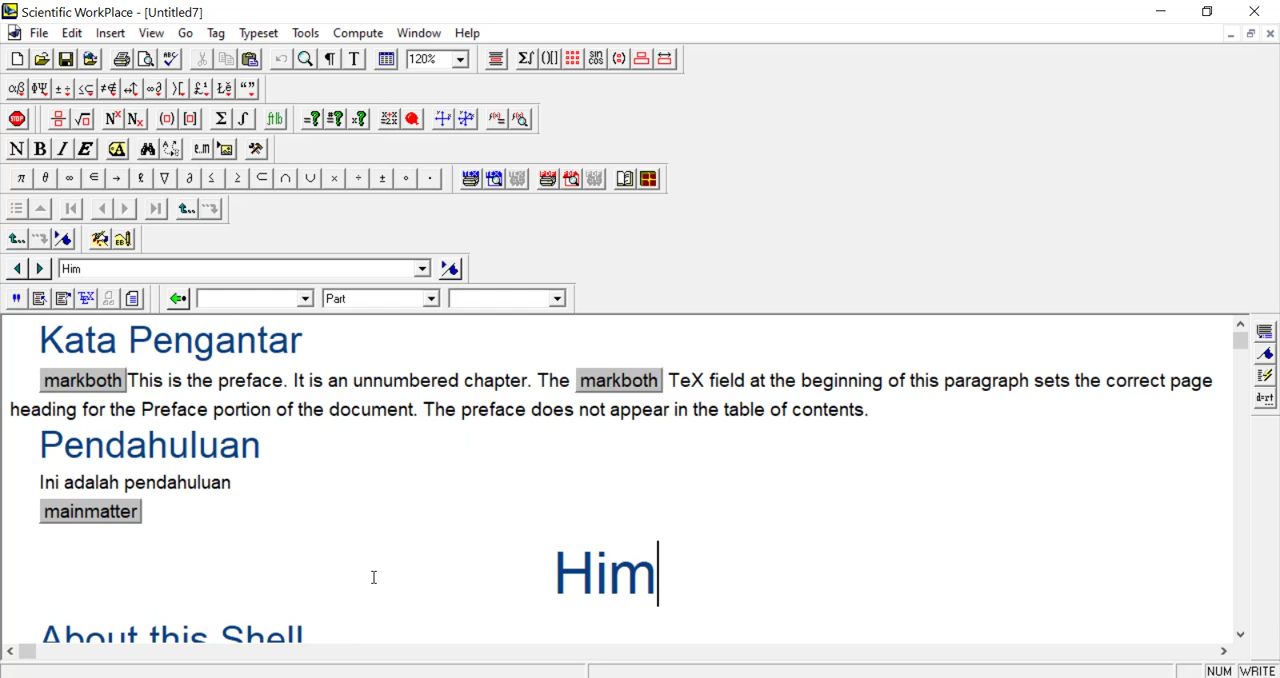 Scientific WorkPlace - [Untitled7]
File Edit Insert View Go Tag Typeset Tools Compute Window Help
120%
N B I E
π θ ∞ ∈ → ℓ ∇ ∂ ≤ ≥ ⊂ ∩ ∪ × ÷ ± ∘ ·
Him
Part
Kata Pengantar
markboth This is the preface. It is an unnumbered chapter. The markboth TeX field at the beginning of this paragraph sets the correct page
heading for the Preface portion of the document. The preface does not appear in the table of contents.
Pendahuluan
Ini adalah pendahuluan
mainmatter
Him
About this Shell
NUM WRITE